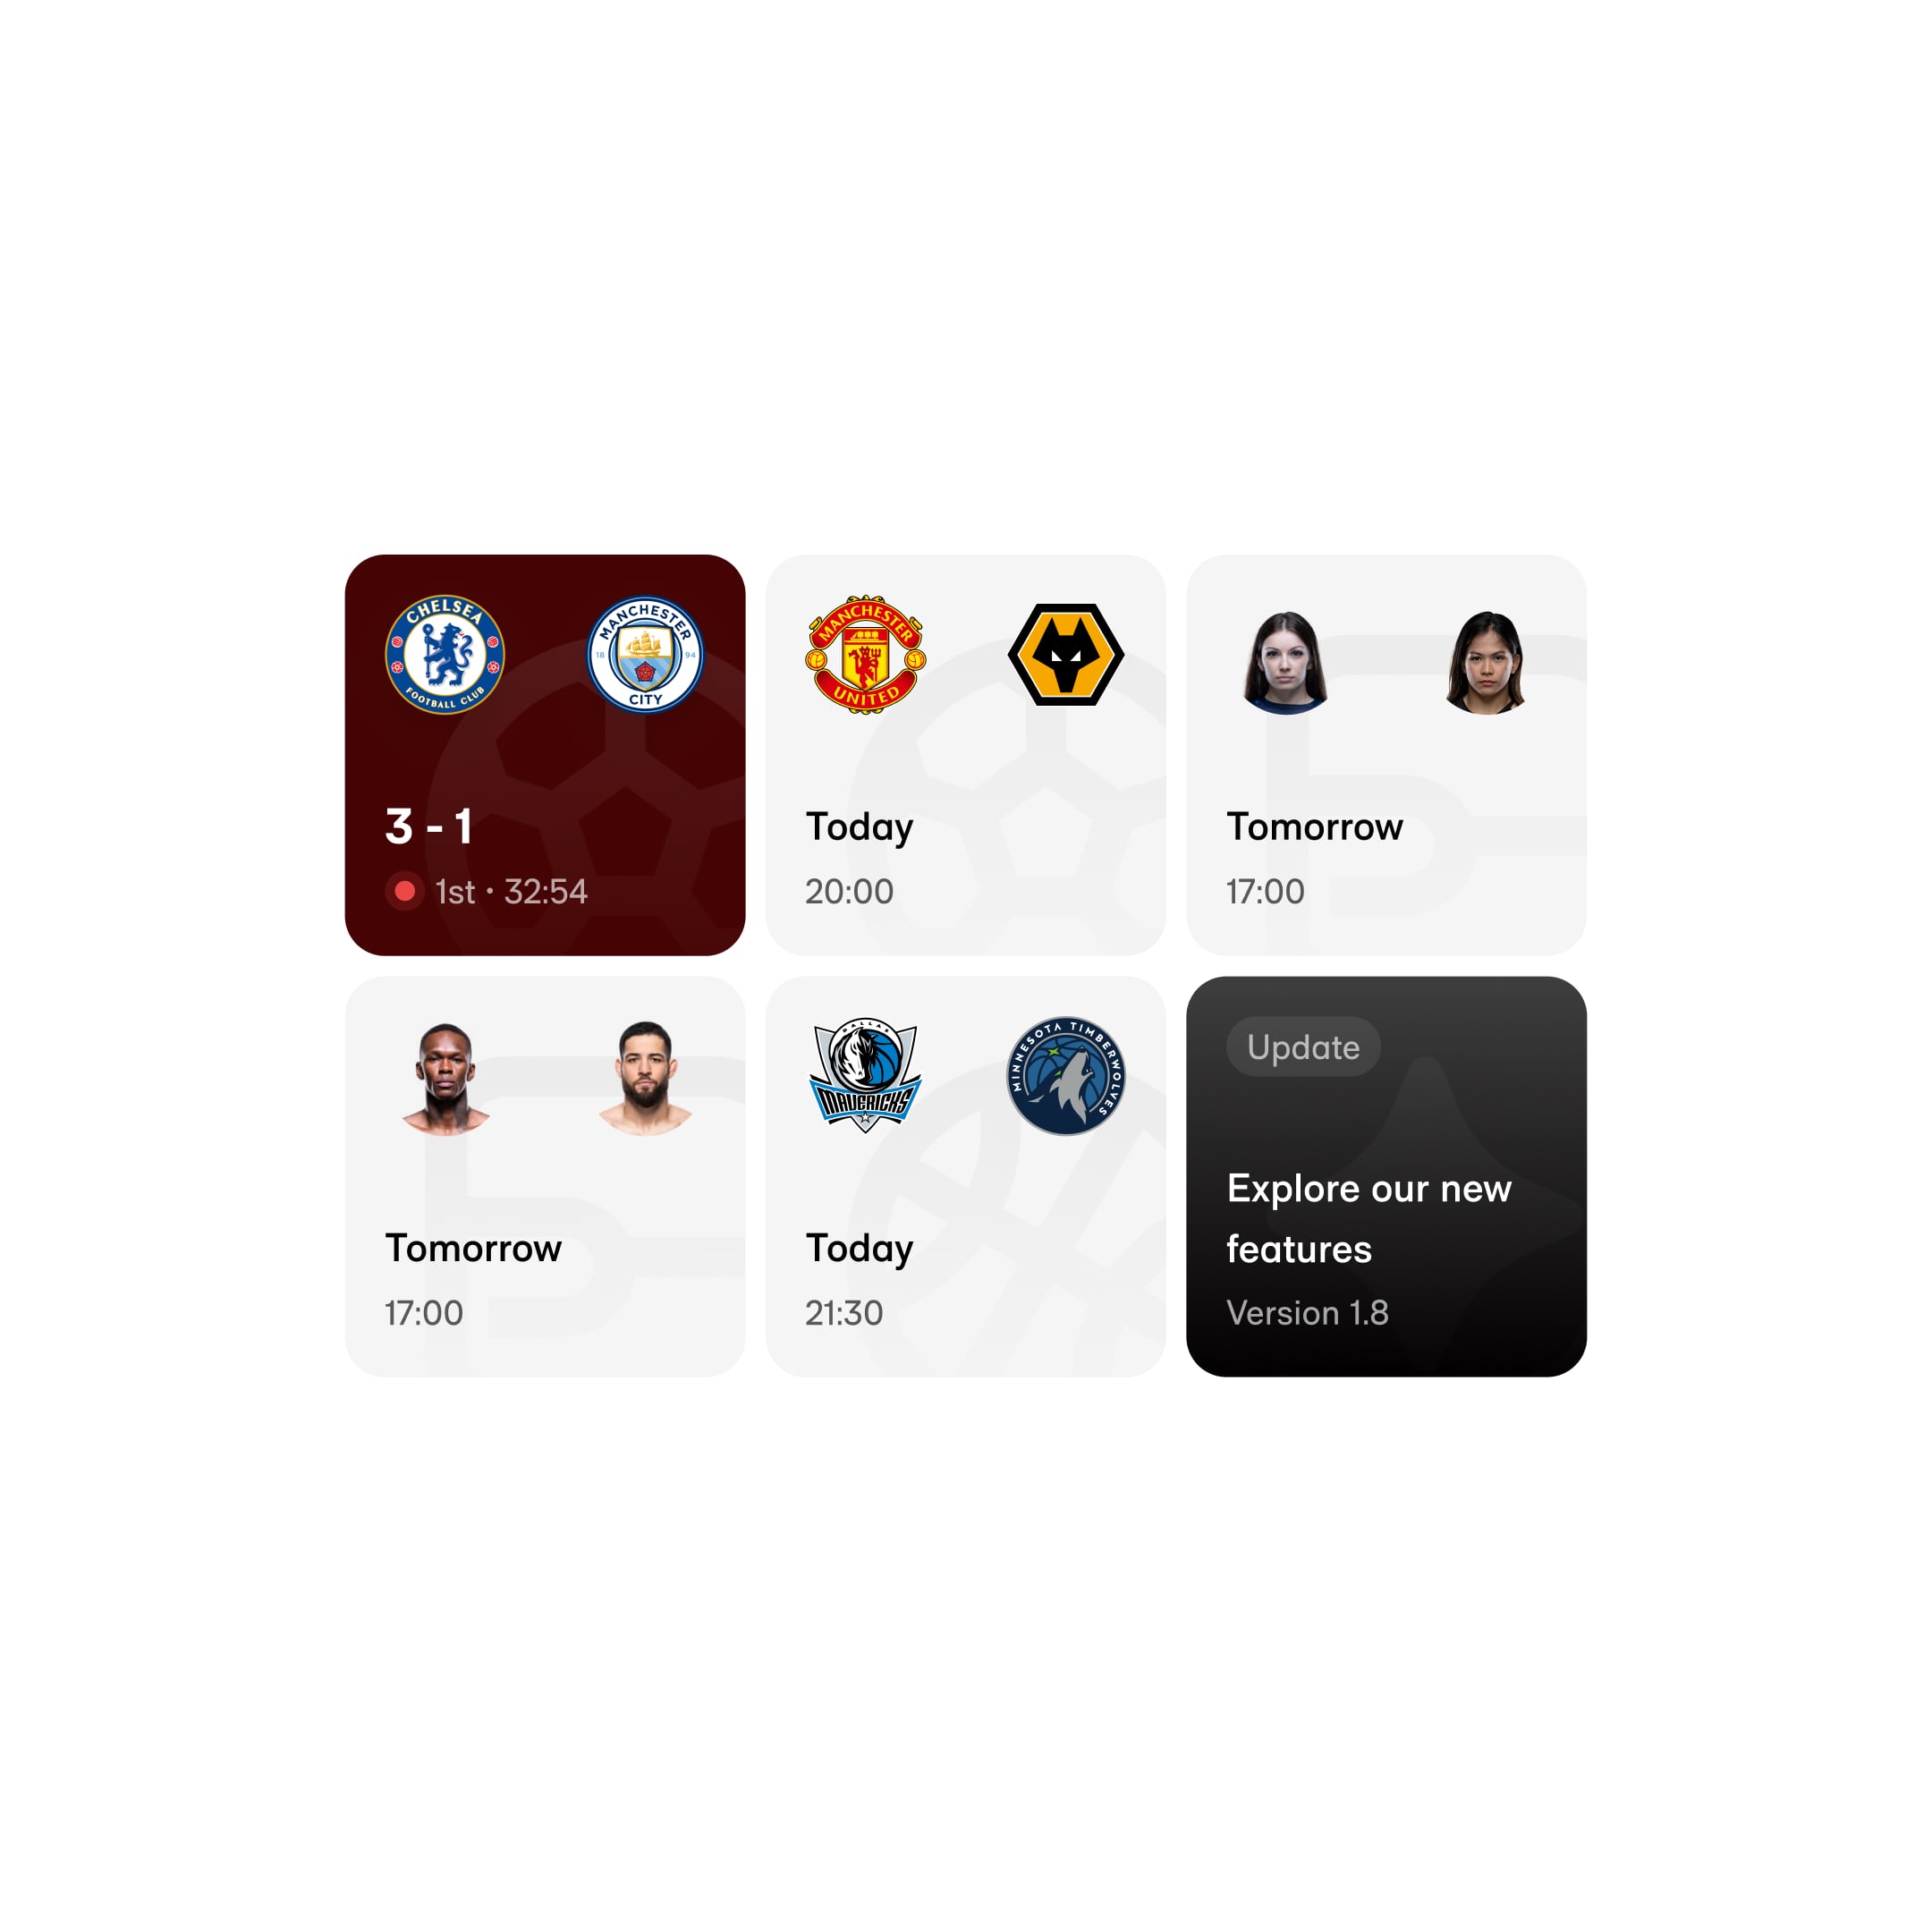 CHELSEA
FOOTBALL CLUB
MANCHESTER
18 94
CITY
3 - 1
1st • 32:54
MANCHESTER
UNITED
Today
20:00
Tomorrow
17:00
Tomorrow
17:00
DALLAS
MAVERICKS
MINNESOTA TIMBERWOLVES
Today
21:30
Update
Explore our new
features
Version 1.8